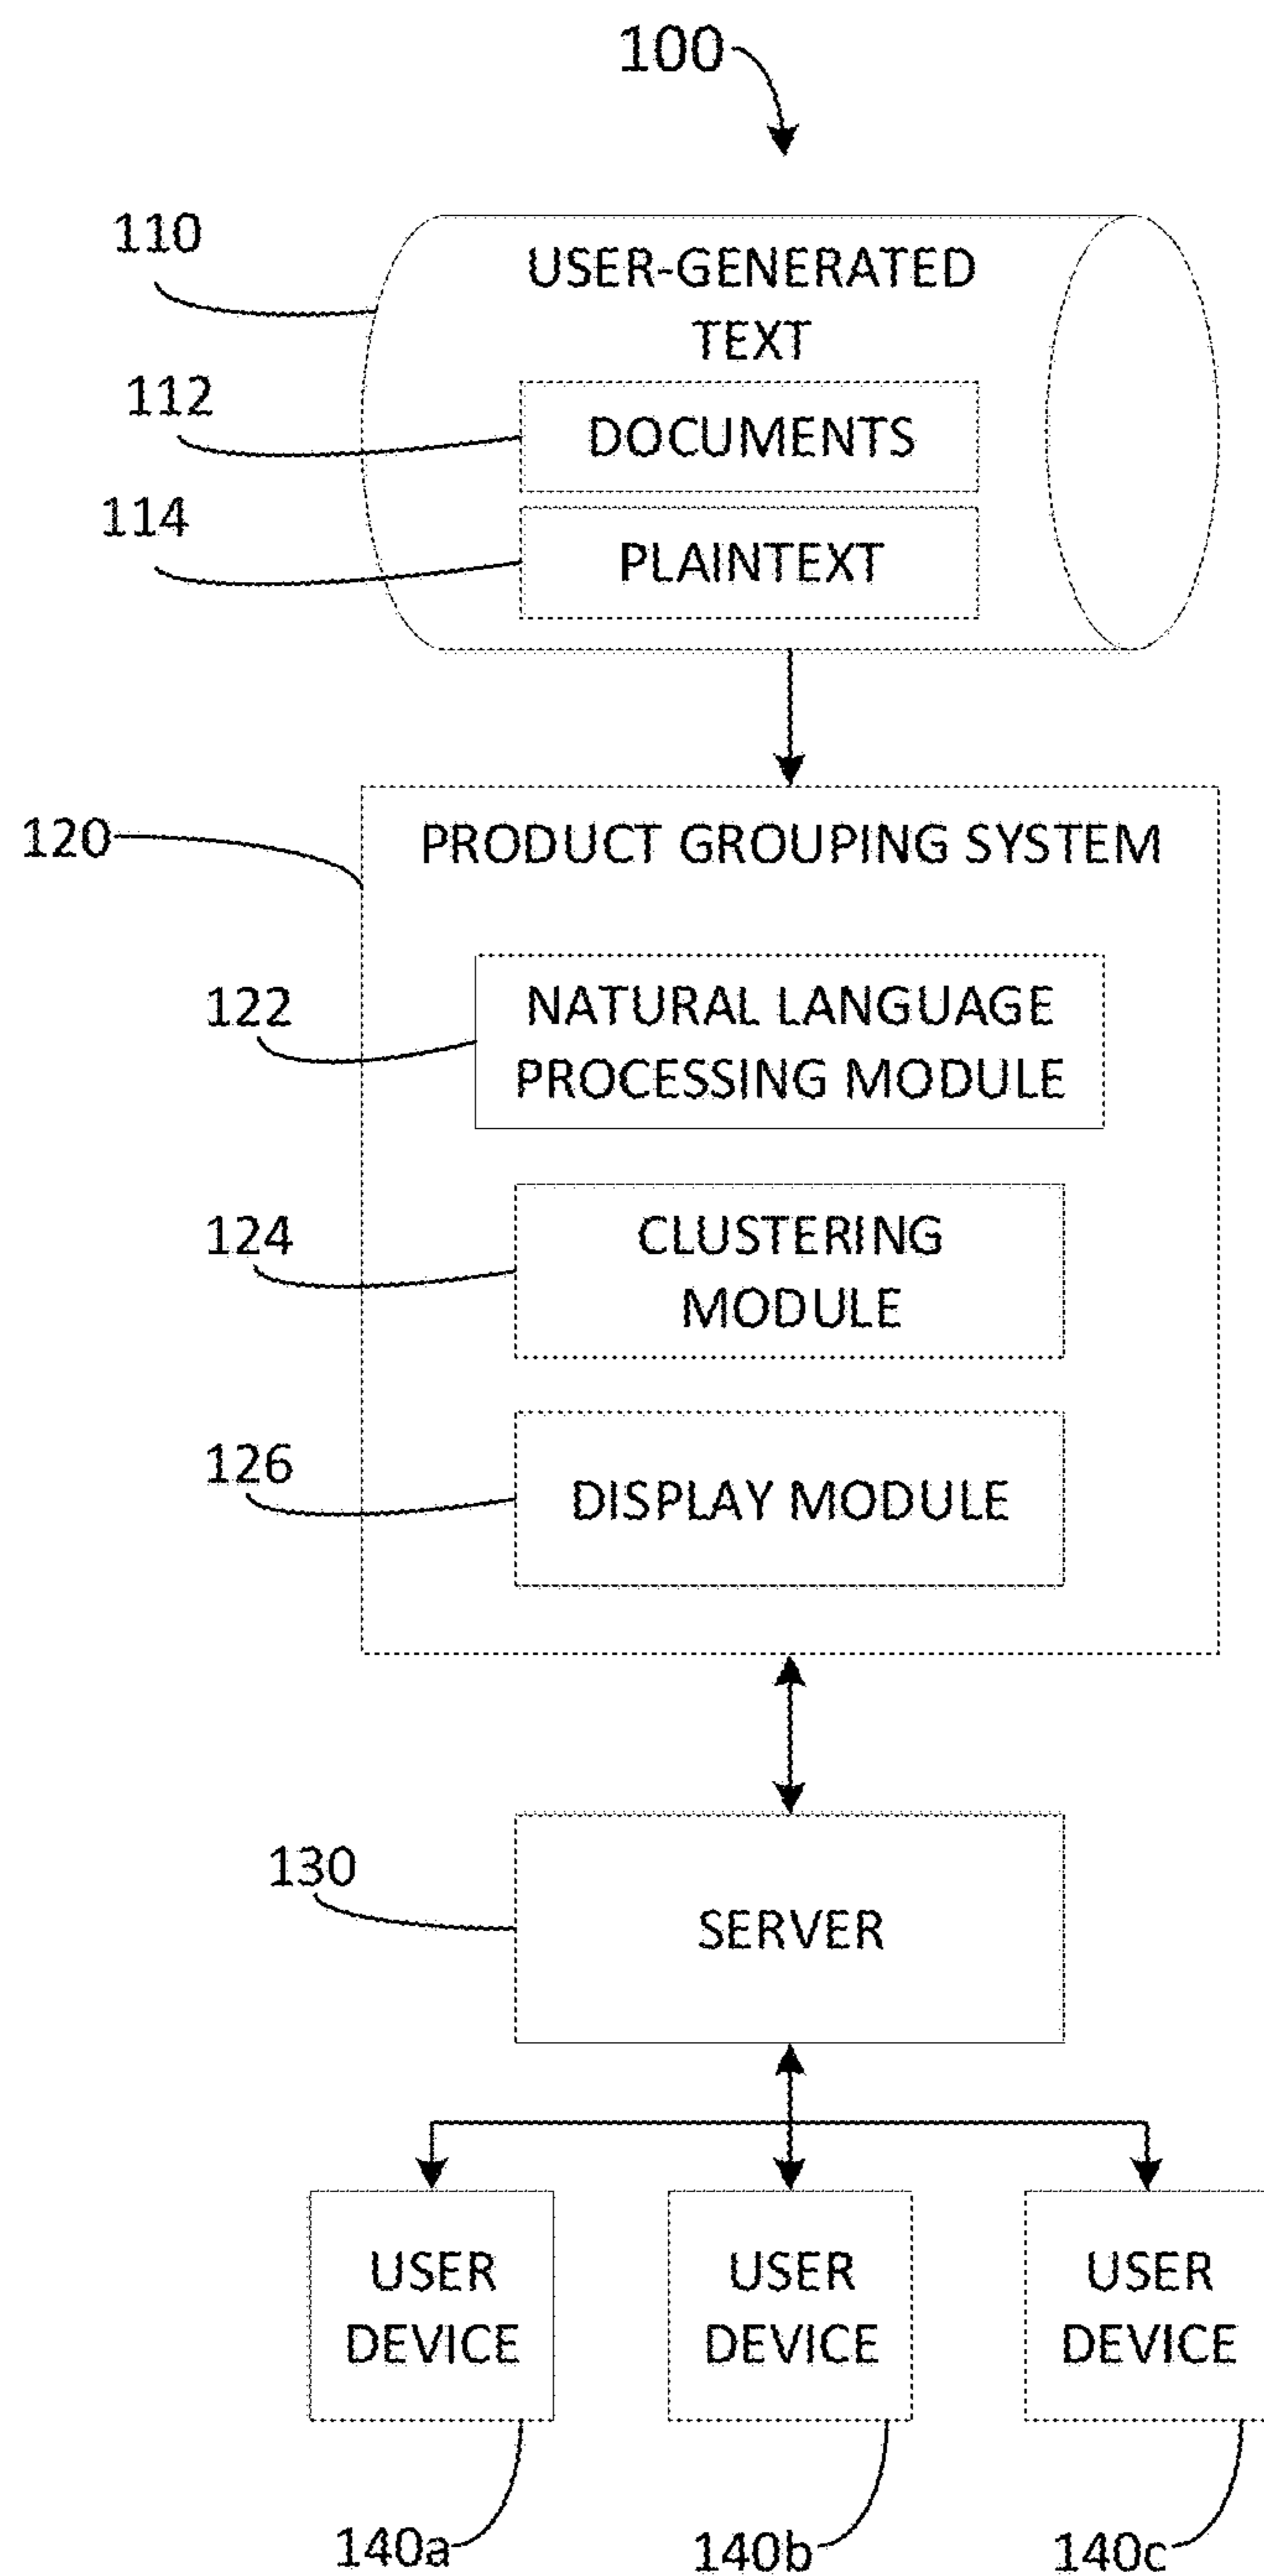 100
110
USER-GENERATED
TEXT
112
DOCUMENTS
114
PLAINTEXT
120
PRODUCT GROUPING SYSTEM
122
NATURAL LANGUAGE
PROCESSING MODULE
124
CLUSTERING
MODULE
126
DISPLAY MODULE
130
SERVER
USER
DEVICE
USER
DEVICE
USER
DEVICE
140a
140b
140c